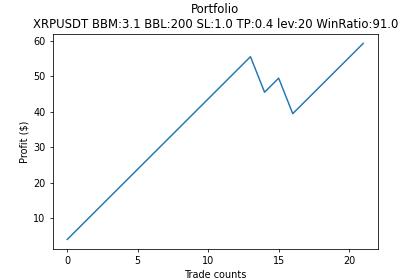 Portfolio
XRPUSDT BBM:3.1 BBL:200 SL:1.0 TP:0.4 lev:20 WinRatio:91.0
60
50
40
30
20
10
Profit ($)
0 5 10 15 20
Trade counts